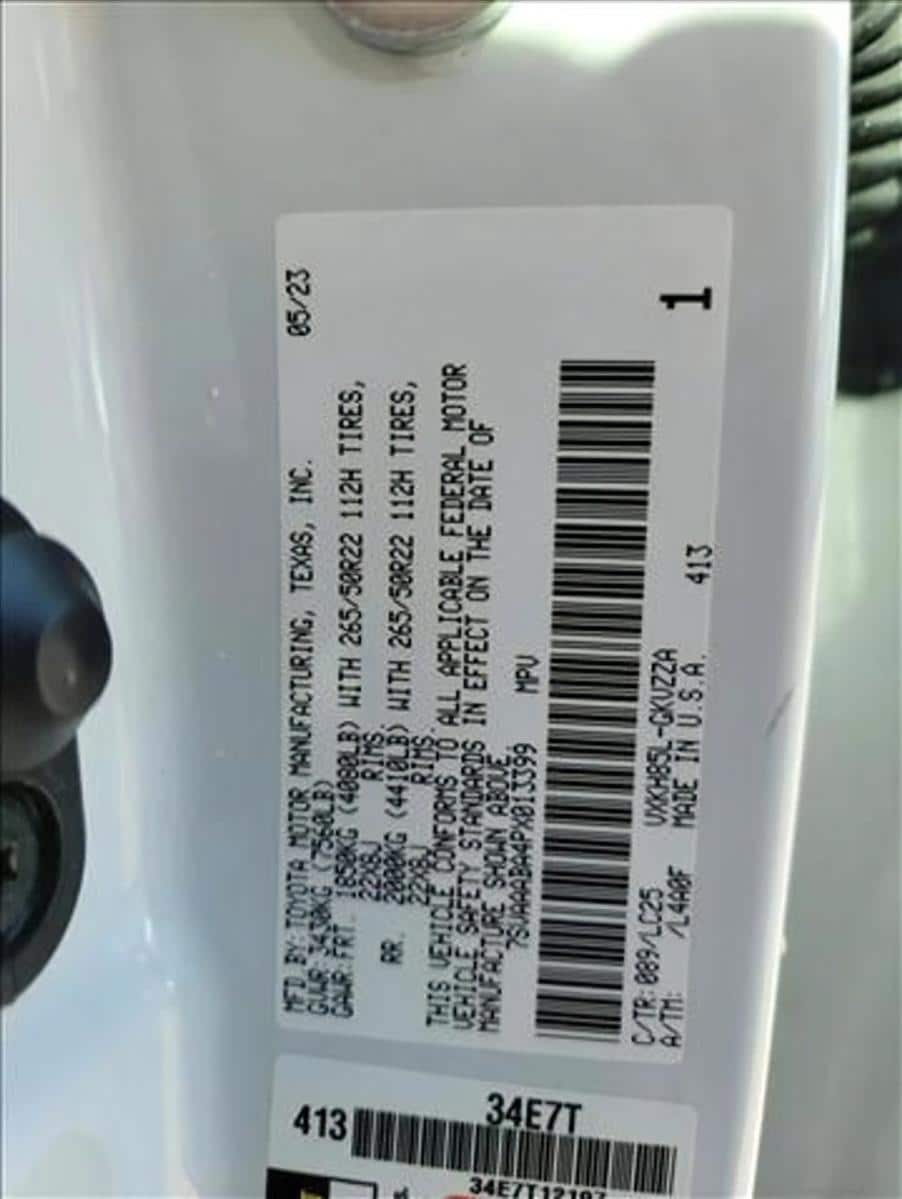 05/23
MFD BY: TOYOTA MOTOR MANUFACTURING, TEXAS, INC.
GVWR: 3430KG (7560LB)
GAWR: FRT. 1850KG (4080LB) WITH 265/50R22 112H TIRES,
22X8J RIMS.
RR. 2000KG (4410LB) WITH 265/50R22 112H TIRES,
22X8J RIMS.
THIS VEHICLE CONFORMS TO ALL APPLICABLE FEDERAL MOTOR
VEHICLE SAFETY STANDARDS IN EFFECT ON THE DATE OF
MANUFACTURE SHOWN ABOVE.
7SVAAABA4PX013399 MPV
C/TR: 089/LC25 VXKH85L-GKVZZA
A/TM: /L4A0F MADE IN U.S.A. 413
1
413
34E7T
34E7T12197